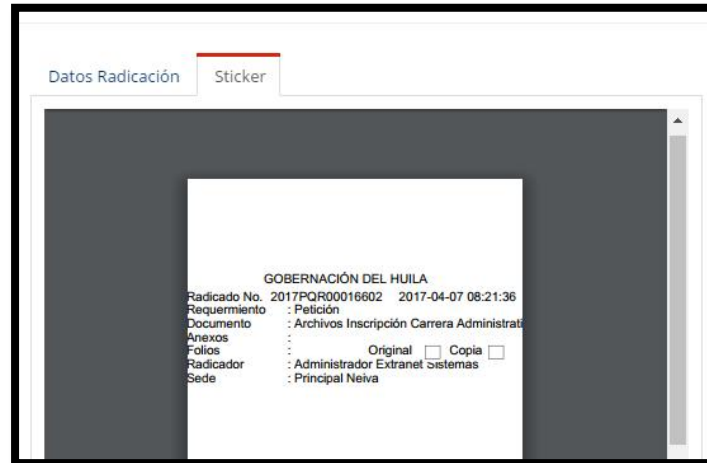 Datos Radicación Sticker
GOBERNACIÓN DEL HUILA
Radicado No. 2017PQR00016602 2017-04-07 08:21:36
Requermiento : Petición
Documento : Archivos Inscripción Carrera Administrati
Anexos :
Folios : Original Copia
Radicador : Administrador Extranet Sistemas
Sede : Principal Neiva